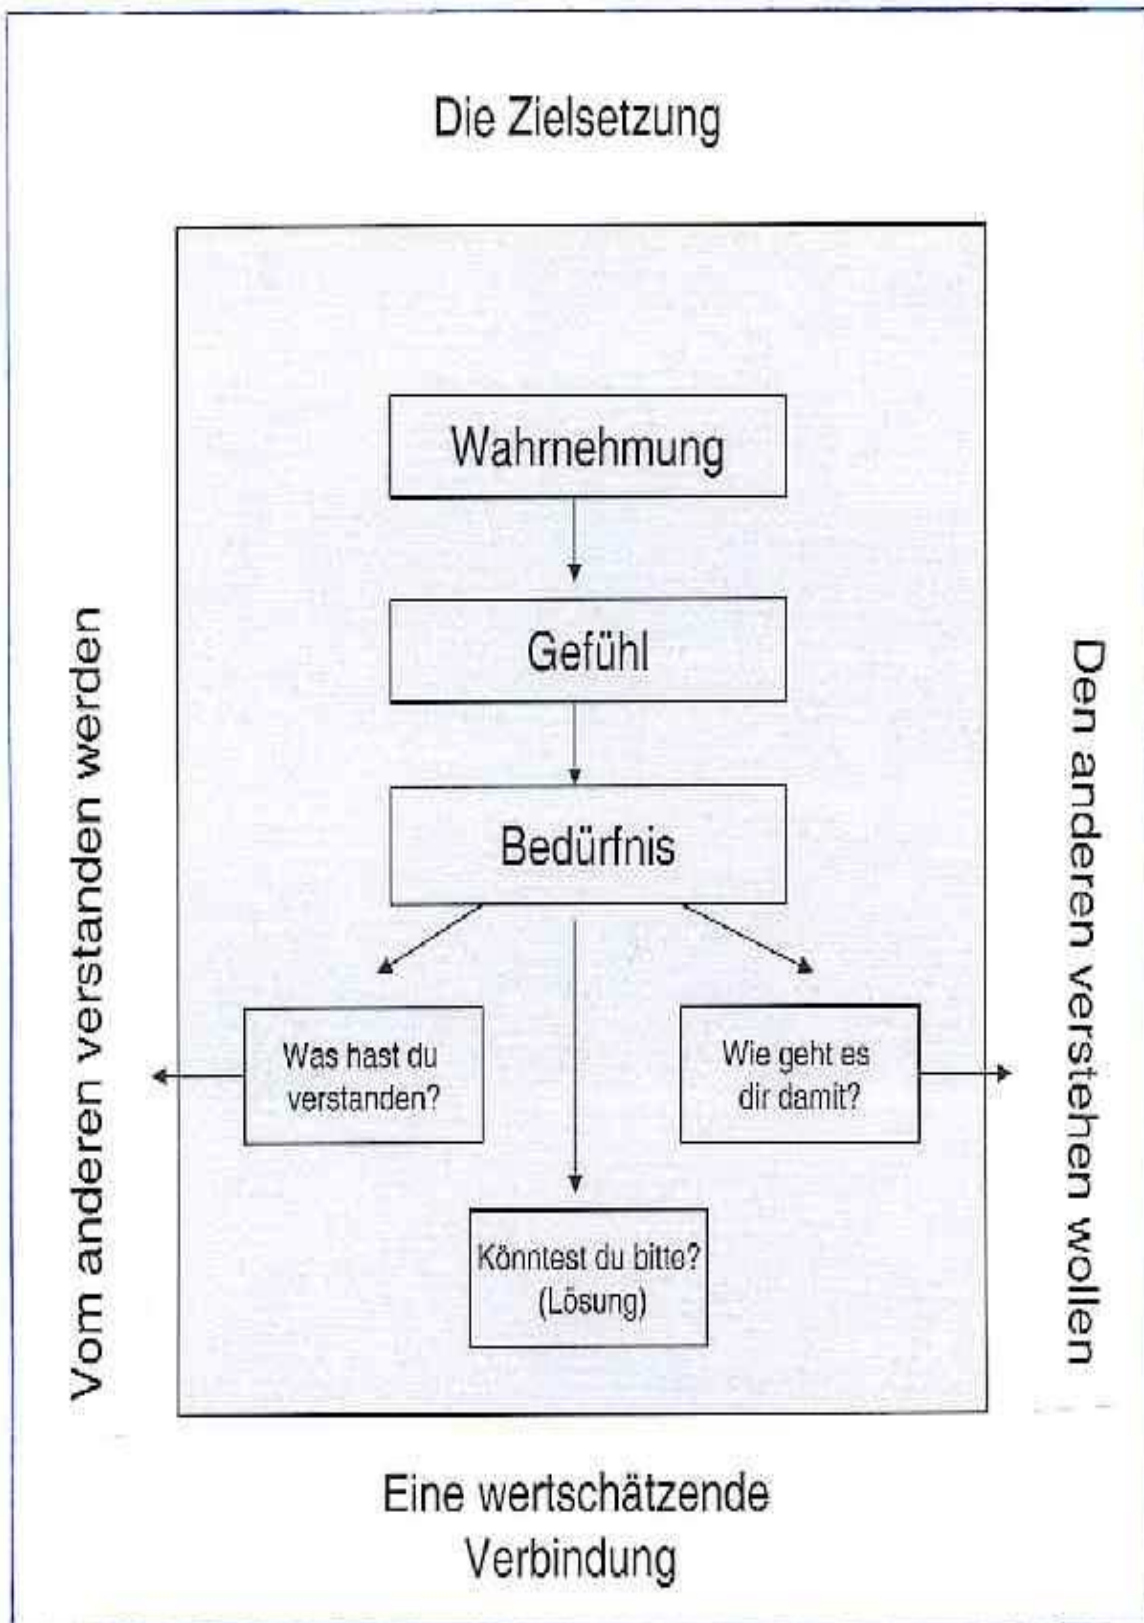 Die Zielsetzung
Wahrnehmung
Gefühl
Bedürfnis
Was hast du
verstanden?
Wie geht es
dir damit?
Könntest du bitte?
(Lösung)
Vom anderen verstanden werden
Den anderen verstehen wollen
Eine wertschätzende
Verbindung